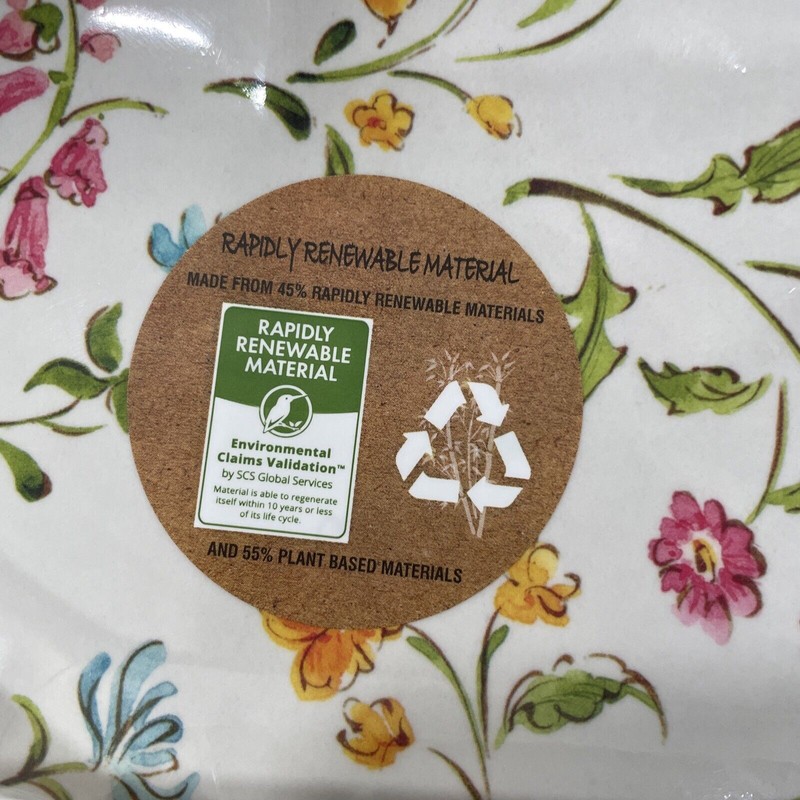 RAPIDLY RENEWABLE MATERIAL
MADE FROM 45% RAPIDLY RENEWABLE MATERIALS
RAPIDLY
RENEWABLE
MATERIAL
Environmental
Claims Validation™
by SCS Global Services
Material is able to regenerate
itself within 10 years or less
of its life cycle.
AND 55% PLANT BASED MATERIALS